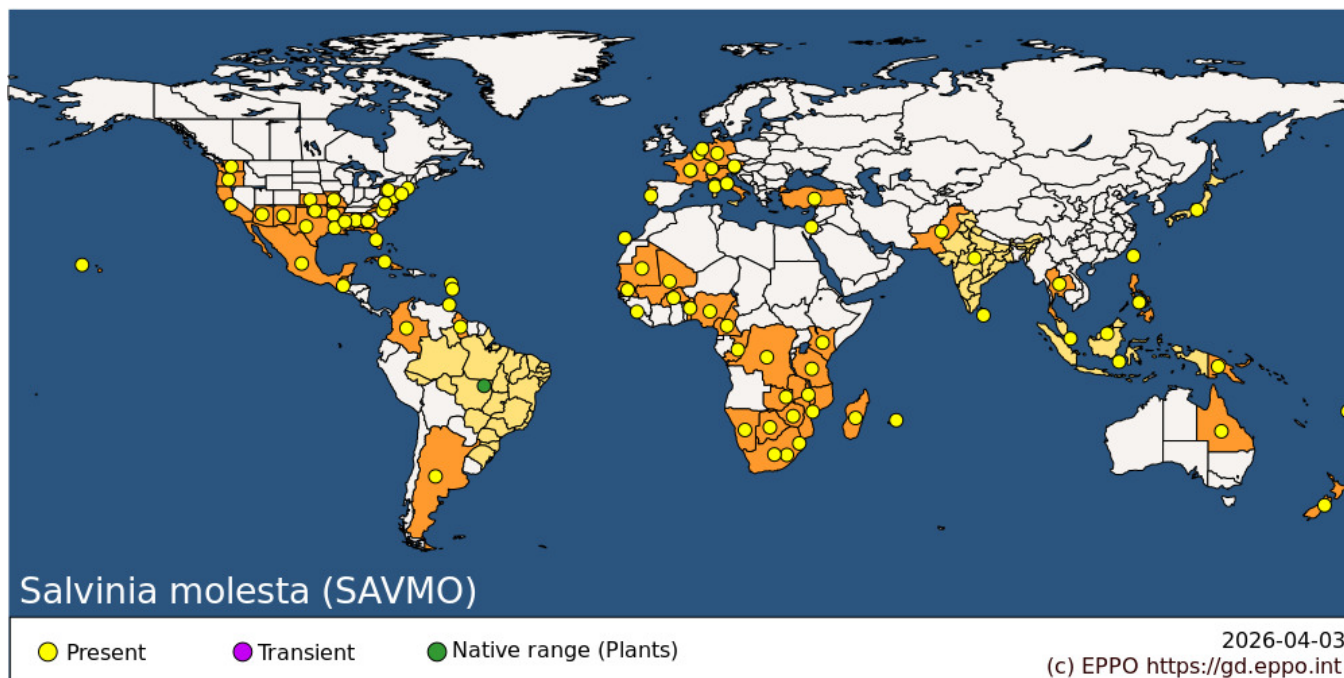 Salvinia molesta (SAVMO)
Present
Transient
Native range (Plants)
2026-04-03
(c) EPPO https://gd.eppo.int